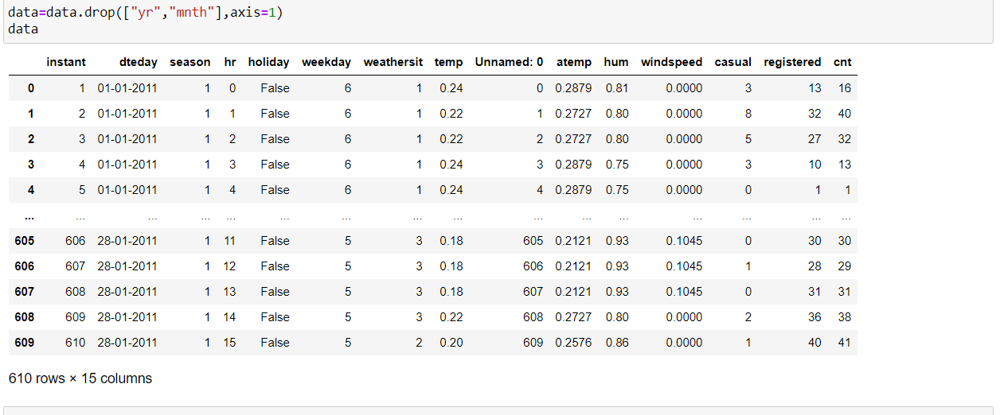 data=data.drop(["yr","mnth"],axis=1)
data
instant dteday season hr holiday weekday weathersit temp Unnamed: 0 atemp hum windspeed casual registered cnt
0 1 01-01-2011 1 0 False 6 1 0.24 0 0.2879 0.81 0.0000 3 13 16
1 2 01-01-2011 1 1 False 6 1 0.22 1 0.2727 0.80 0.0000 8 32 40
2 3 01-01-2011 1 2 False 6 1 0.22 2 0.2727 0.80 0.0000 5 27 32
3 4 01-01-2011 1 3 False 6 1 0.24 3 0.2879 0.75 0.0000 3 10 13
4 5 01-01-2011 1 4 False 6 1 0.24 4 0.2879 0.75 0.0000 0 1 1
... ... ... ... ... ... ... ... ... ... ... ... ... ... ... ...
605 606 28-01-2011 1 11 False 5 3 0.18 605 0.2121 0.93 0.1045 0 30 30
606 607 28-01-2011 1 12 False 5 3 0.18 606 0.2121 0.93 0.1045 1 28 29
607 608 28-01-2011 1 13 False 5 3 0.18 607 0.2121 0.93 0.1045 0 31 31
608 609 28-01-2011 1 14 False 5 3 0.22 608 0.2727 0.80 0.0000 2 36 38
609 610 28-01-2011 1 15 False 5 2 0.20 609 0.2576 0.86 0.0000 1 40 41
610 rows × 15 columns